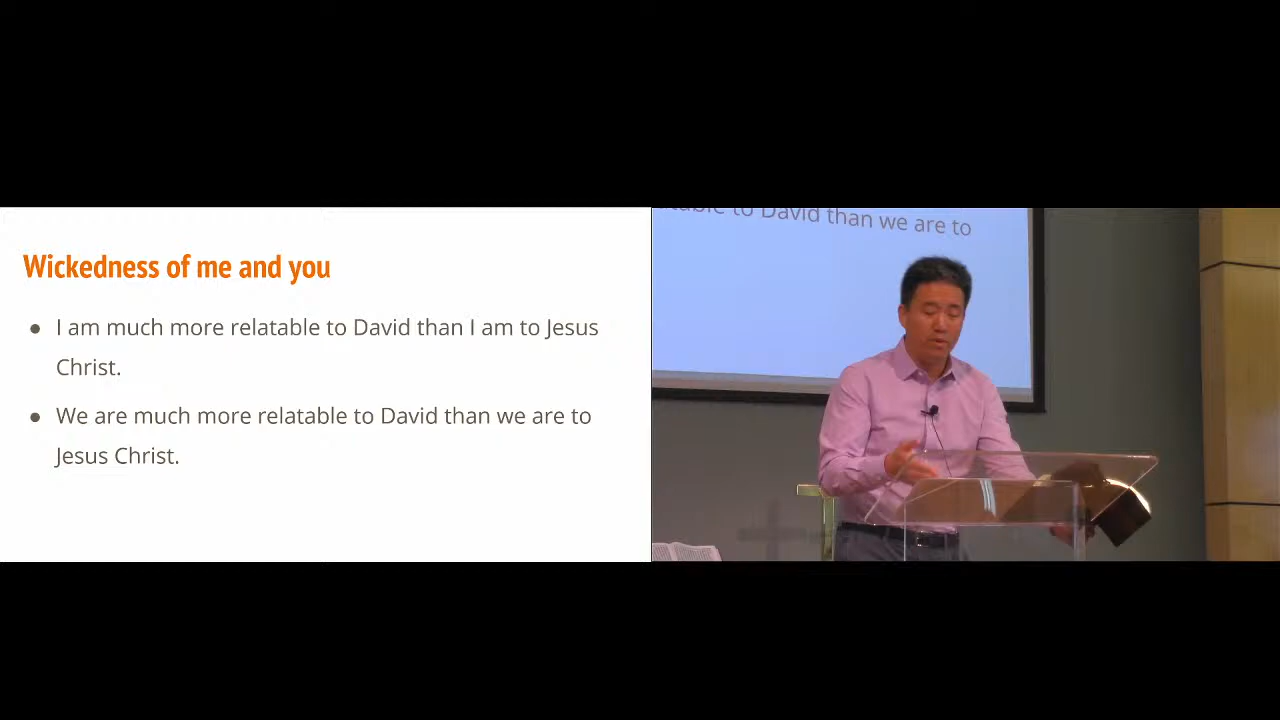 Wickedness of me and you
● I am much more relatable to David than I am to Jesus
Christ.
● We are much more relatable to David than we are to
Jesus Christ.
to David than we are to